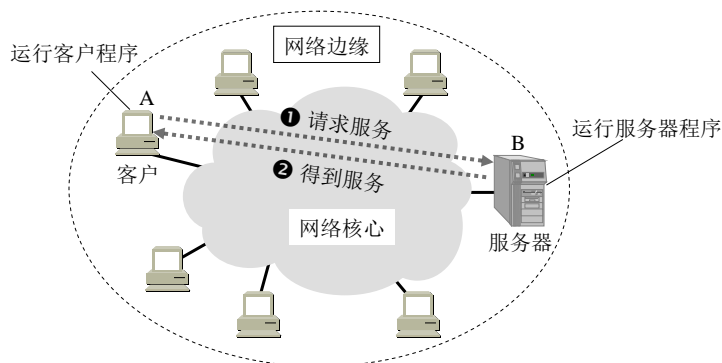 网络边缘
运行客户程序
A
❶ 请求服务
B
运行服务器程序
客户
❷ 得到服务
网络核心
服务器